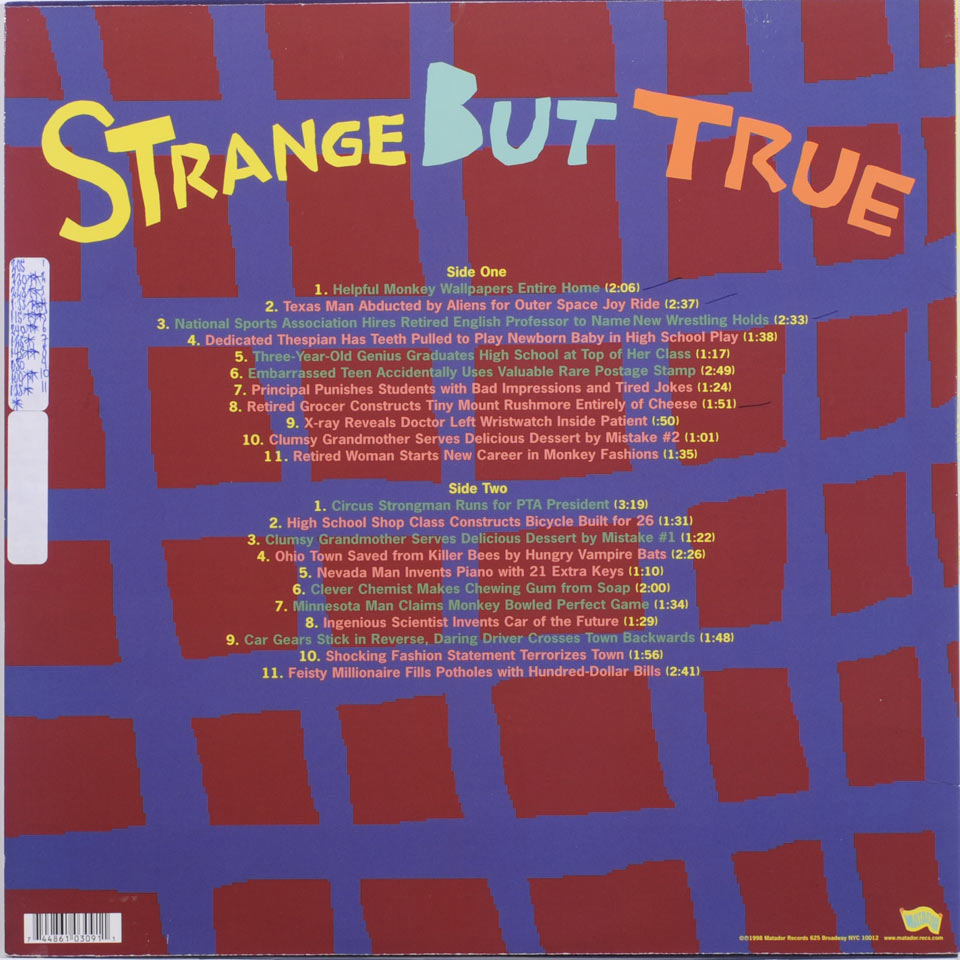 STRANGE BUT TRUE
Side One
1. Helpful Monkey Wallpapers Entire Home (2:06)
2. Texas Man Abducted by Aliens for Outer Space Joy Ride (2:37)
3. National Sports Association Hires Retired English Professor to Name New Wrestling Holds (2:33)
4. Dedicated Thespian Has Teeth Pulled to Play Newborn Baby in High School Play (1:38)
5. Three-Year-Old Genius Graduates High School at Top of Her Class (1:17)
6. Embarrassed Teen Accidentally Uses Valuable Rare Postage Stamp (2:49)
7. Principal Punishes Students with Bad Impressions and Tired Jokes (1:24)
8. Retired Grocer Constructs Tiny Mount Rushmore Entirely of Cheese (1:51)
9. X-ray Reveals Doctor Left Wristwatch Inside Patient (:50)
10. Clumsy Grandmother Serves Delicious Dessert by Mistake #2 (1:01)
11. Retired Woman Starts New Career in Monkey Fashions (1:35)
Side Two
1. Circus Strongman Runs for PTA President (3:19)
2. High School Shop Class Constructs Bicycle Built for 26 (1:31)
3. Clumsy Grandmother Serves Delicious Dessert by Mistake #1 (1:22)
4. Ohio Town Saved from Killer Bees by Hungry Vampire Bats (2:26)
5. Nevada Man Invents Piano with 21 Extra Keys (1:10)
6. Clever Chemist Makes Chewing Gum from Soap (2:00)
7. Minnesota Man Claims Monkey Bowled Perfect Game (1:34)
8. Ingenious Scientist Invents Car of the Future (1:29)
9. Car Gears Stick in Reverse, Daring Driver Crosses Town Backwards (1:48)
10. Shocking Fashion Statement Terrorizes Town (1:56)
11. Feisty Millionaire Fills Potholes with Hundred-Dollar Bills (2:41)
7 44861 03091 1
MATADOR
©℗1998 Matador Records 625 Broadway NYC 10012 www.matador.recs.com